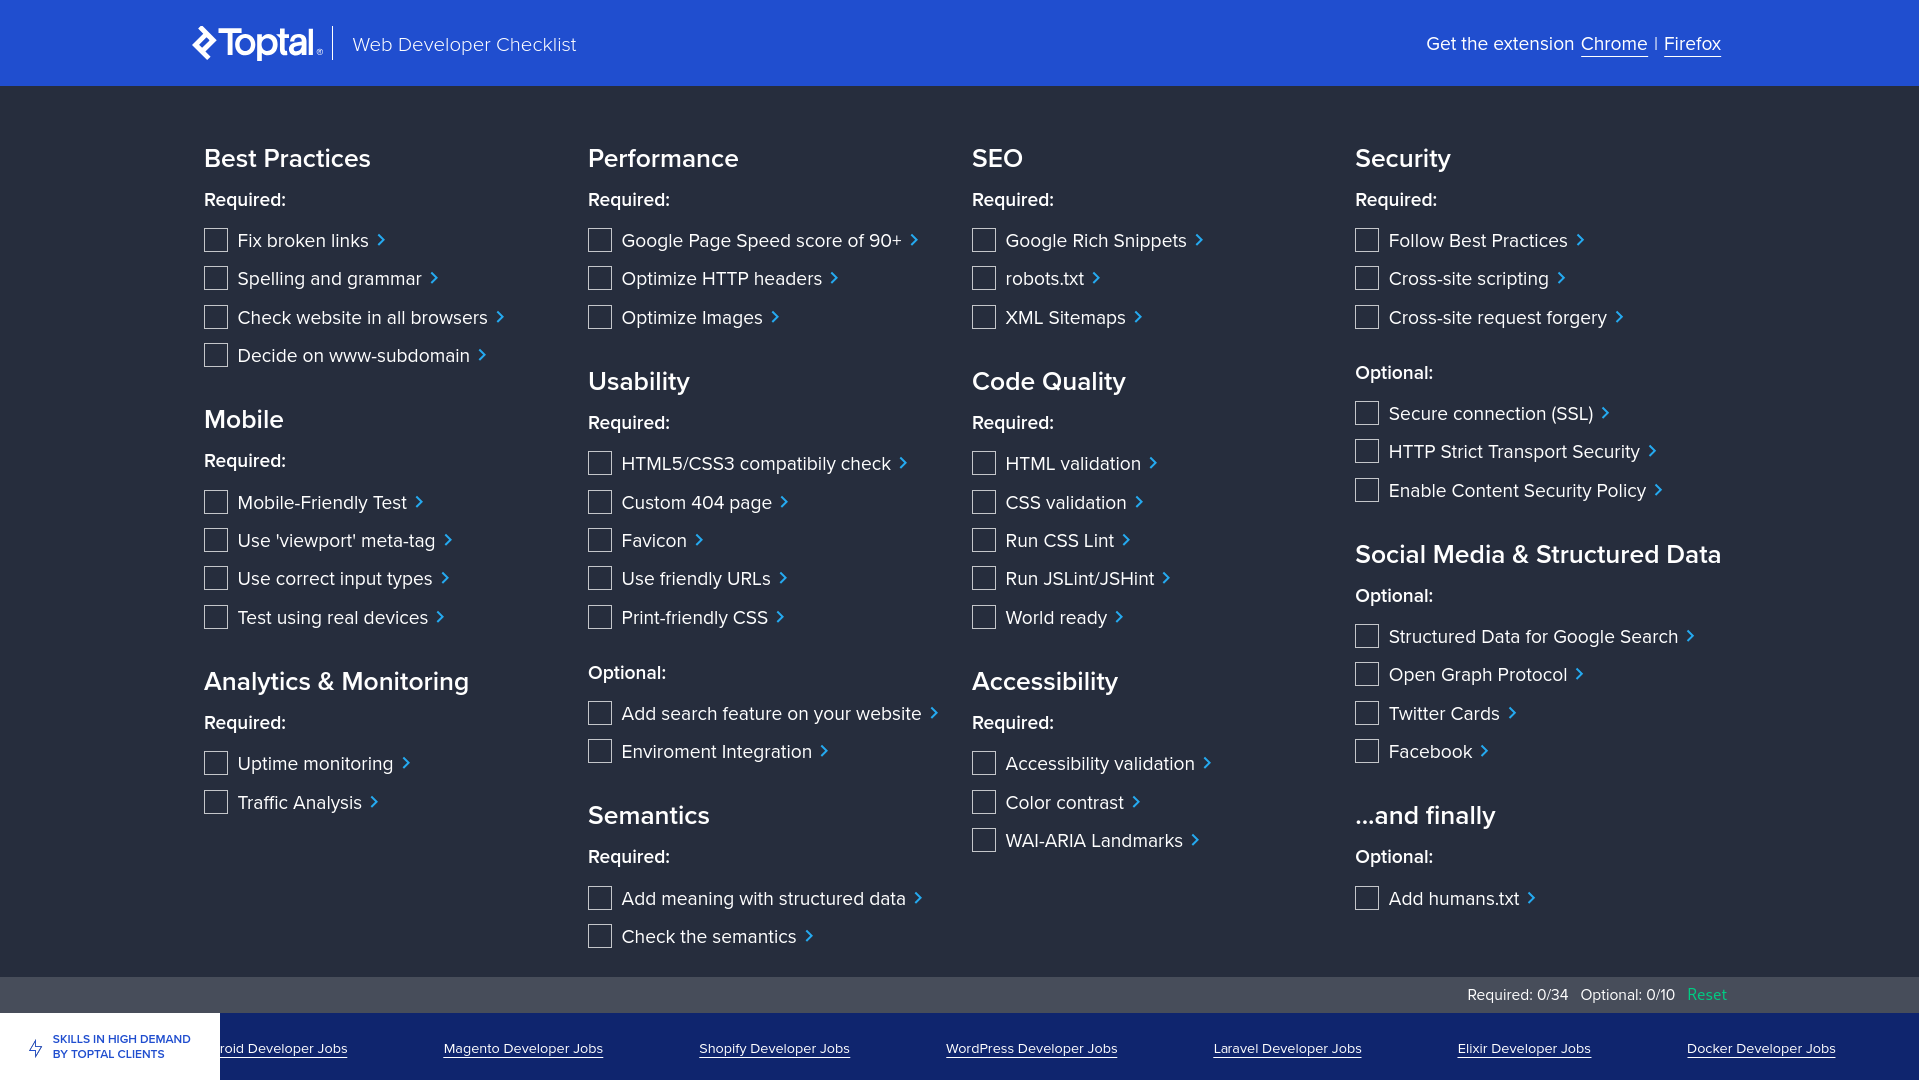 Toptal®
Web Developer Checklist
Get the extension Chrome | Firefox
Best Practices
Required:
Fix broken links
Spelling and grammar
Check website in all browsers
Decide on www-subdomain
Mobile
Required:
Mobile-Friendly Test
Use 'viewport' meta-tag
Use correct input types
Test using real devices
Analytics & Monitoring
Required:
Uptime monitoring
Traffic Analysis
Performance
Required:
Google Page Speed score of 90+
Optimize HTTP headers
Optimize Images
Usability
Required:
HTML5/CSS3 compatibily check
Custom 404 page
Favicon
Use friendly URLs
Print-friendly CSS
Optional:
Add search feature on your website
Enviroment Integration
Semantics
Required:
Add meaning with structured data
Check the semantics
SEO
Required:
Google Rich Snippets
robots.txt
XML Sitemaps
Code Quality
Required:
HTML validation
CSS validation
Run CSS Lint
Run JSLint/JSHint
World ready
Accessibility
Required:
Accessibility validation
Color contrast
WAI-ARIA Landmarks
Security
Required:
Follow Best Practices
Cross-site scripting
Cross-site request forgery
Optional:
Secure connection (SSL)
HTTP Strict Transport Security
Enable Content Security Policy
Social Media & Structured Data
Optional:
Structured Data for Google Search
Open Graph Protocol
Twitter Cards
Facebook
...and finally
Optional:
Add humans.txt
Required: 0/34 Optional: 0/10 Reset
SKILLS IN HIGH DEMAND
BY TOPTAL CLIENTS
roid Developer Jobs
Magento Developer Jobs
Shopify Developer Jobs
WordPress Developer Jobs
Laravel Developer Jobs
Elixir Developer Jobs
Docker Developer Jobs